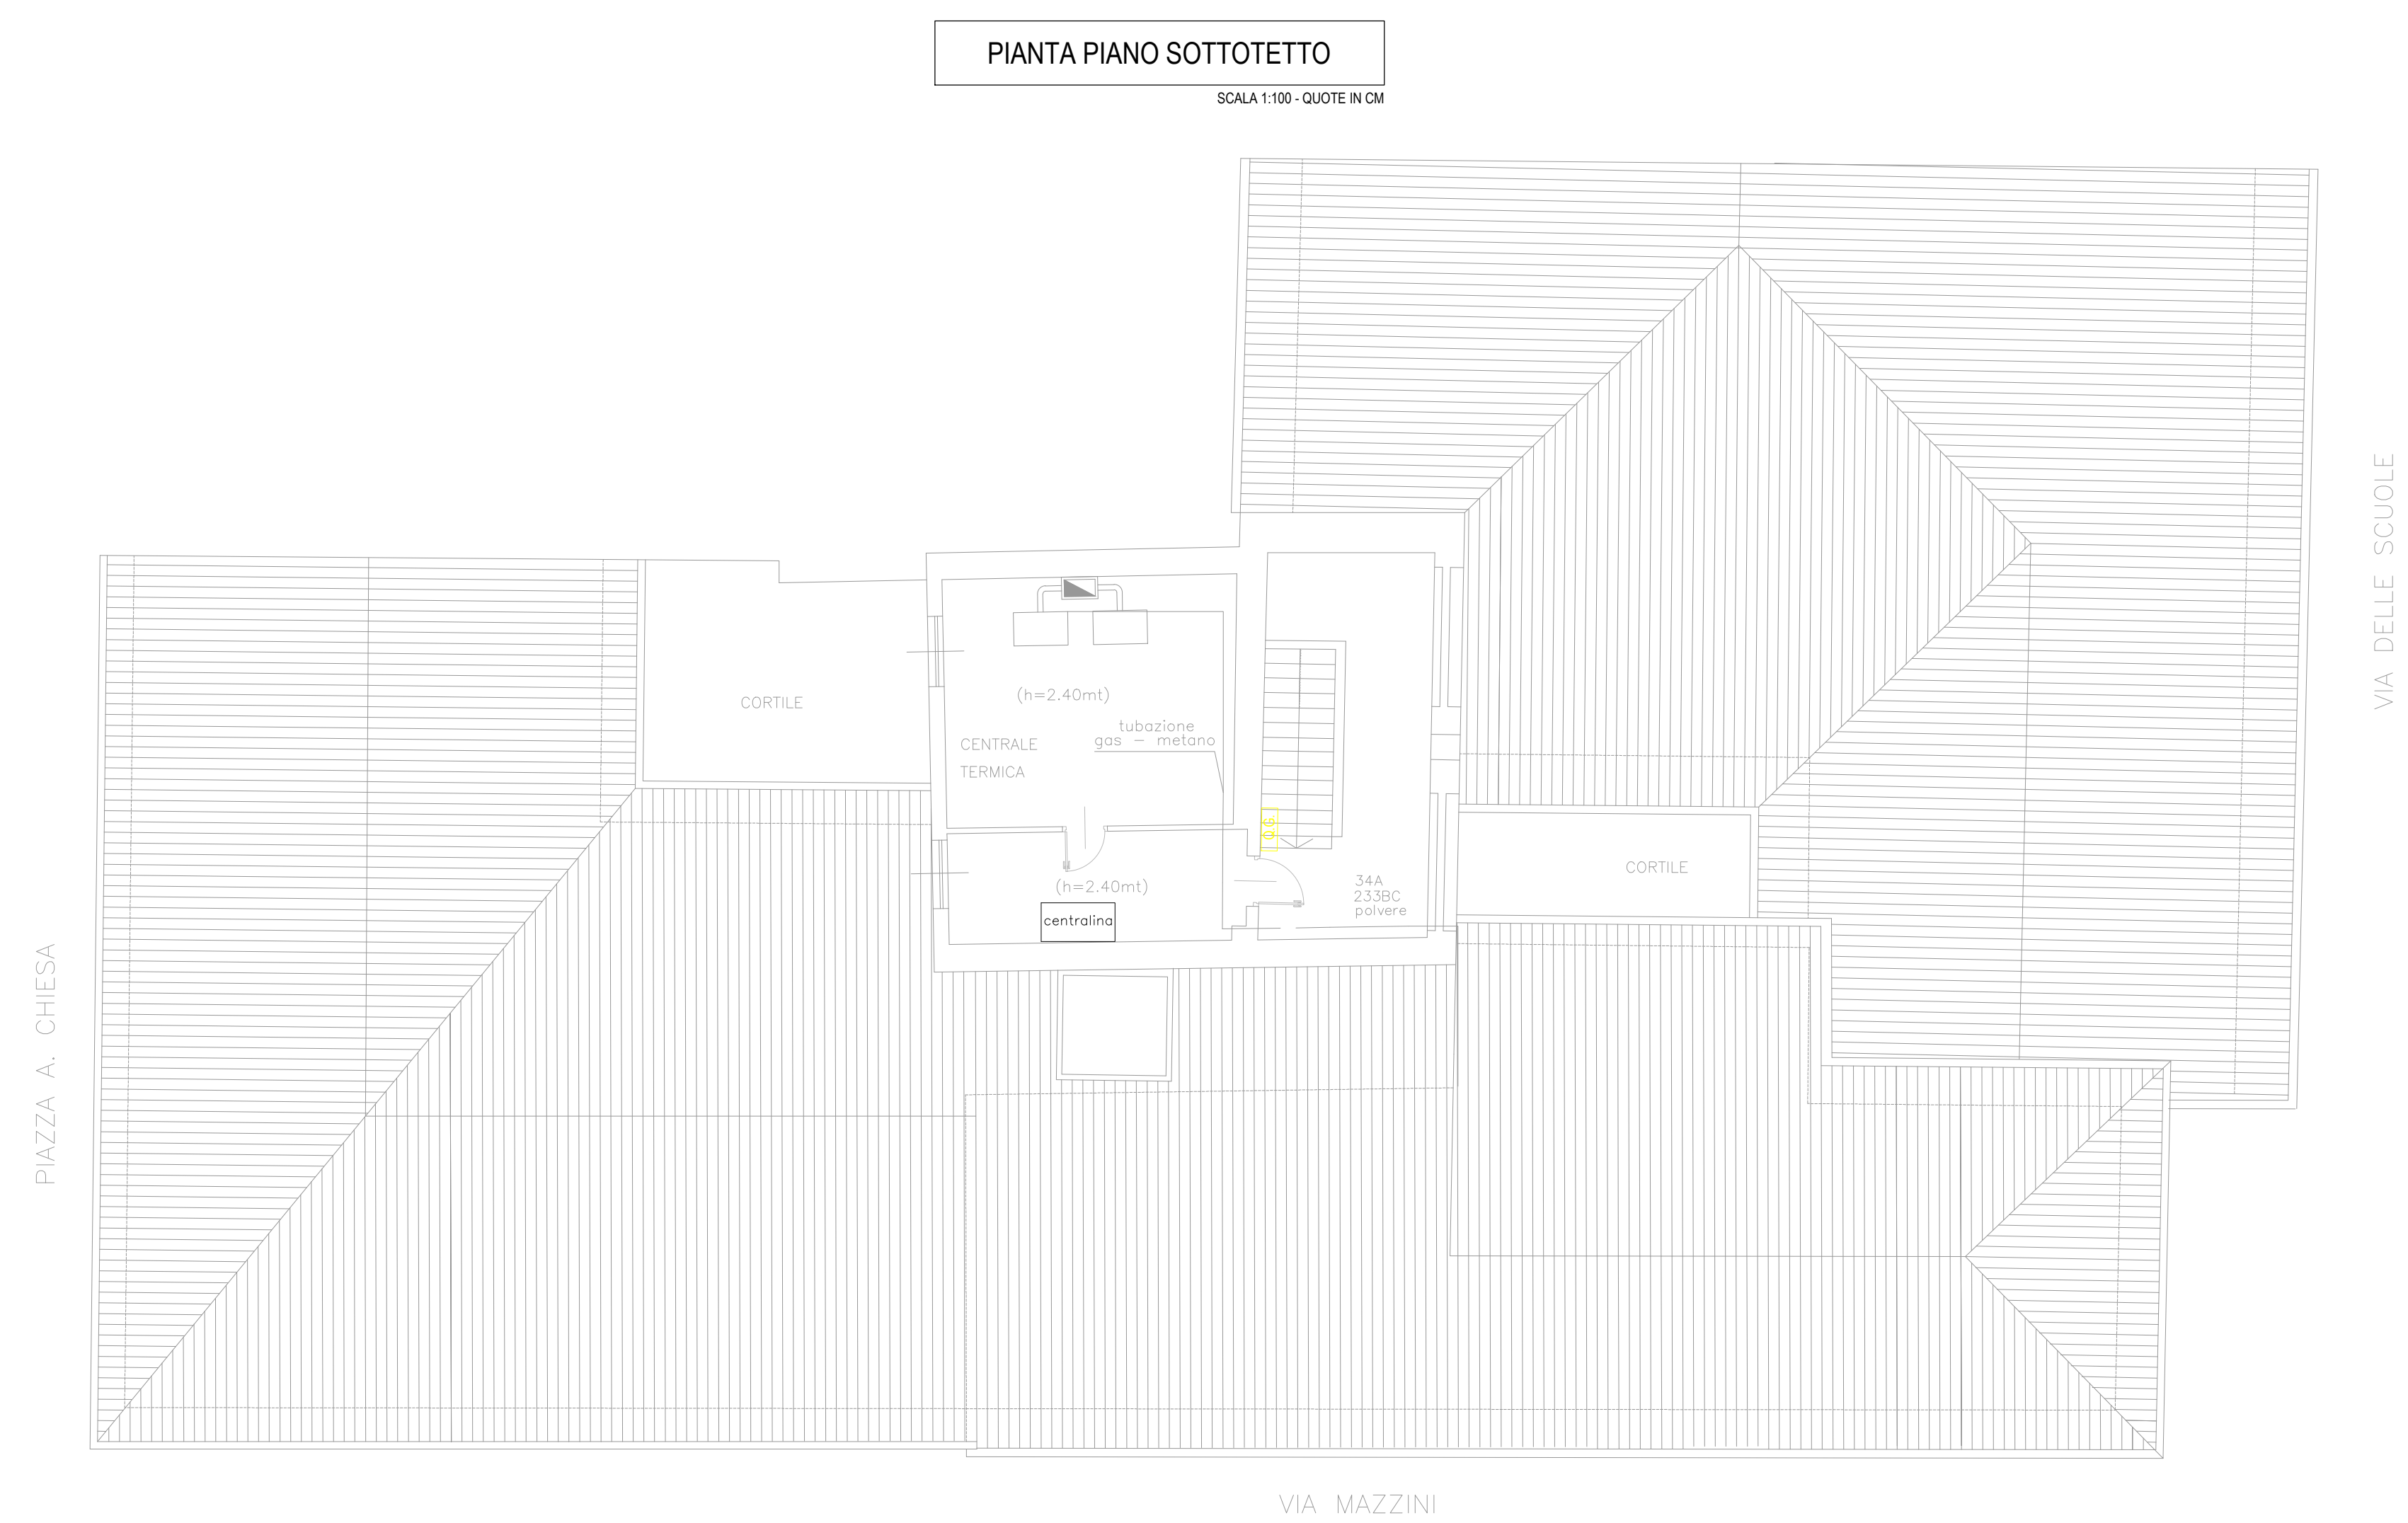 PIANTA PIANO SOTTOTETTO
SCALA 1:100 - QUOTE IN CM
VIA DELLE SCUOLE
CORTILE
(h=2.40mt)
tubazione
gas - metano
CENTRALE
TERMICA
(h=2.40mt)
centralina
34A
233BC
polvere
CORTILE
PIAZZA A. CHIESA
VIA MAZZINI